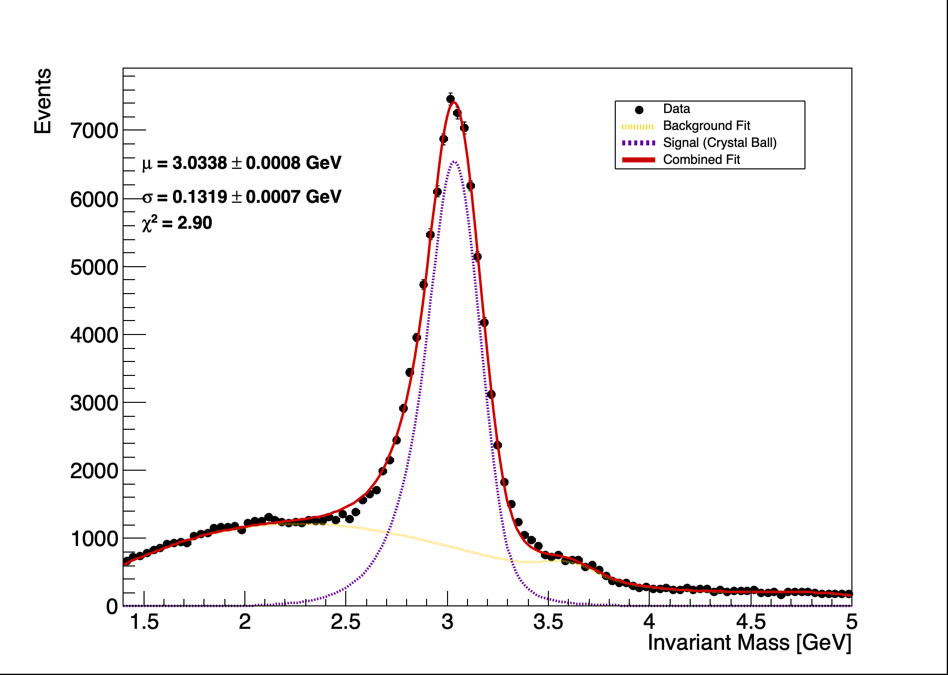 Events
7000
6000
5000
4000
3000
2000
1000
0
μ = 3.0338 ± 0.0008 GeV
σ = 0.1319 ± 0.0007 GeV
χ² = 2.90
Data
Background Fit
Signal (Crystal Ball)
Combined Fit
1.5 2 2.5 3 3.5 4 4.5 5
Invariant Mass [GeV]